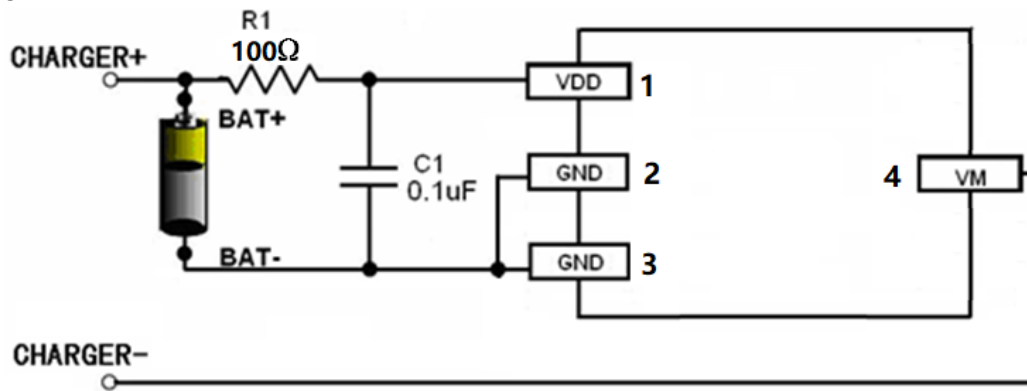 R1
100Ω
CHARGER+
BAT+
VDD 1
C1
0.1uF
GND 2
4 VM
BAT-
GND 3
CHARGER-